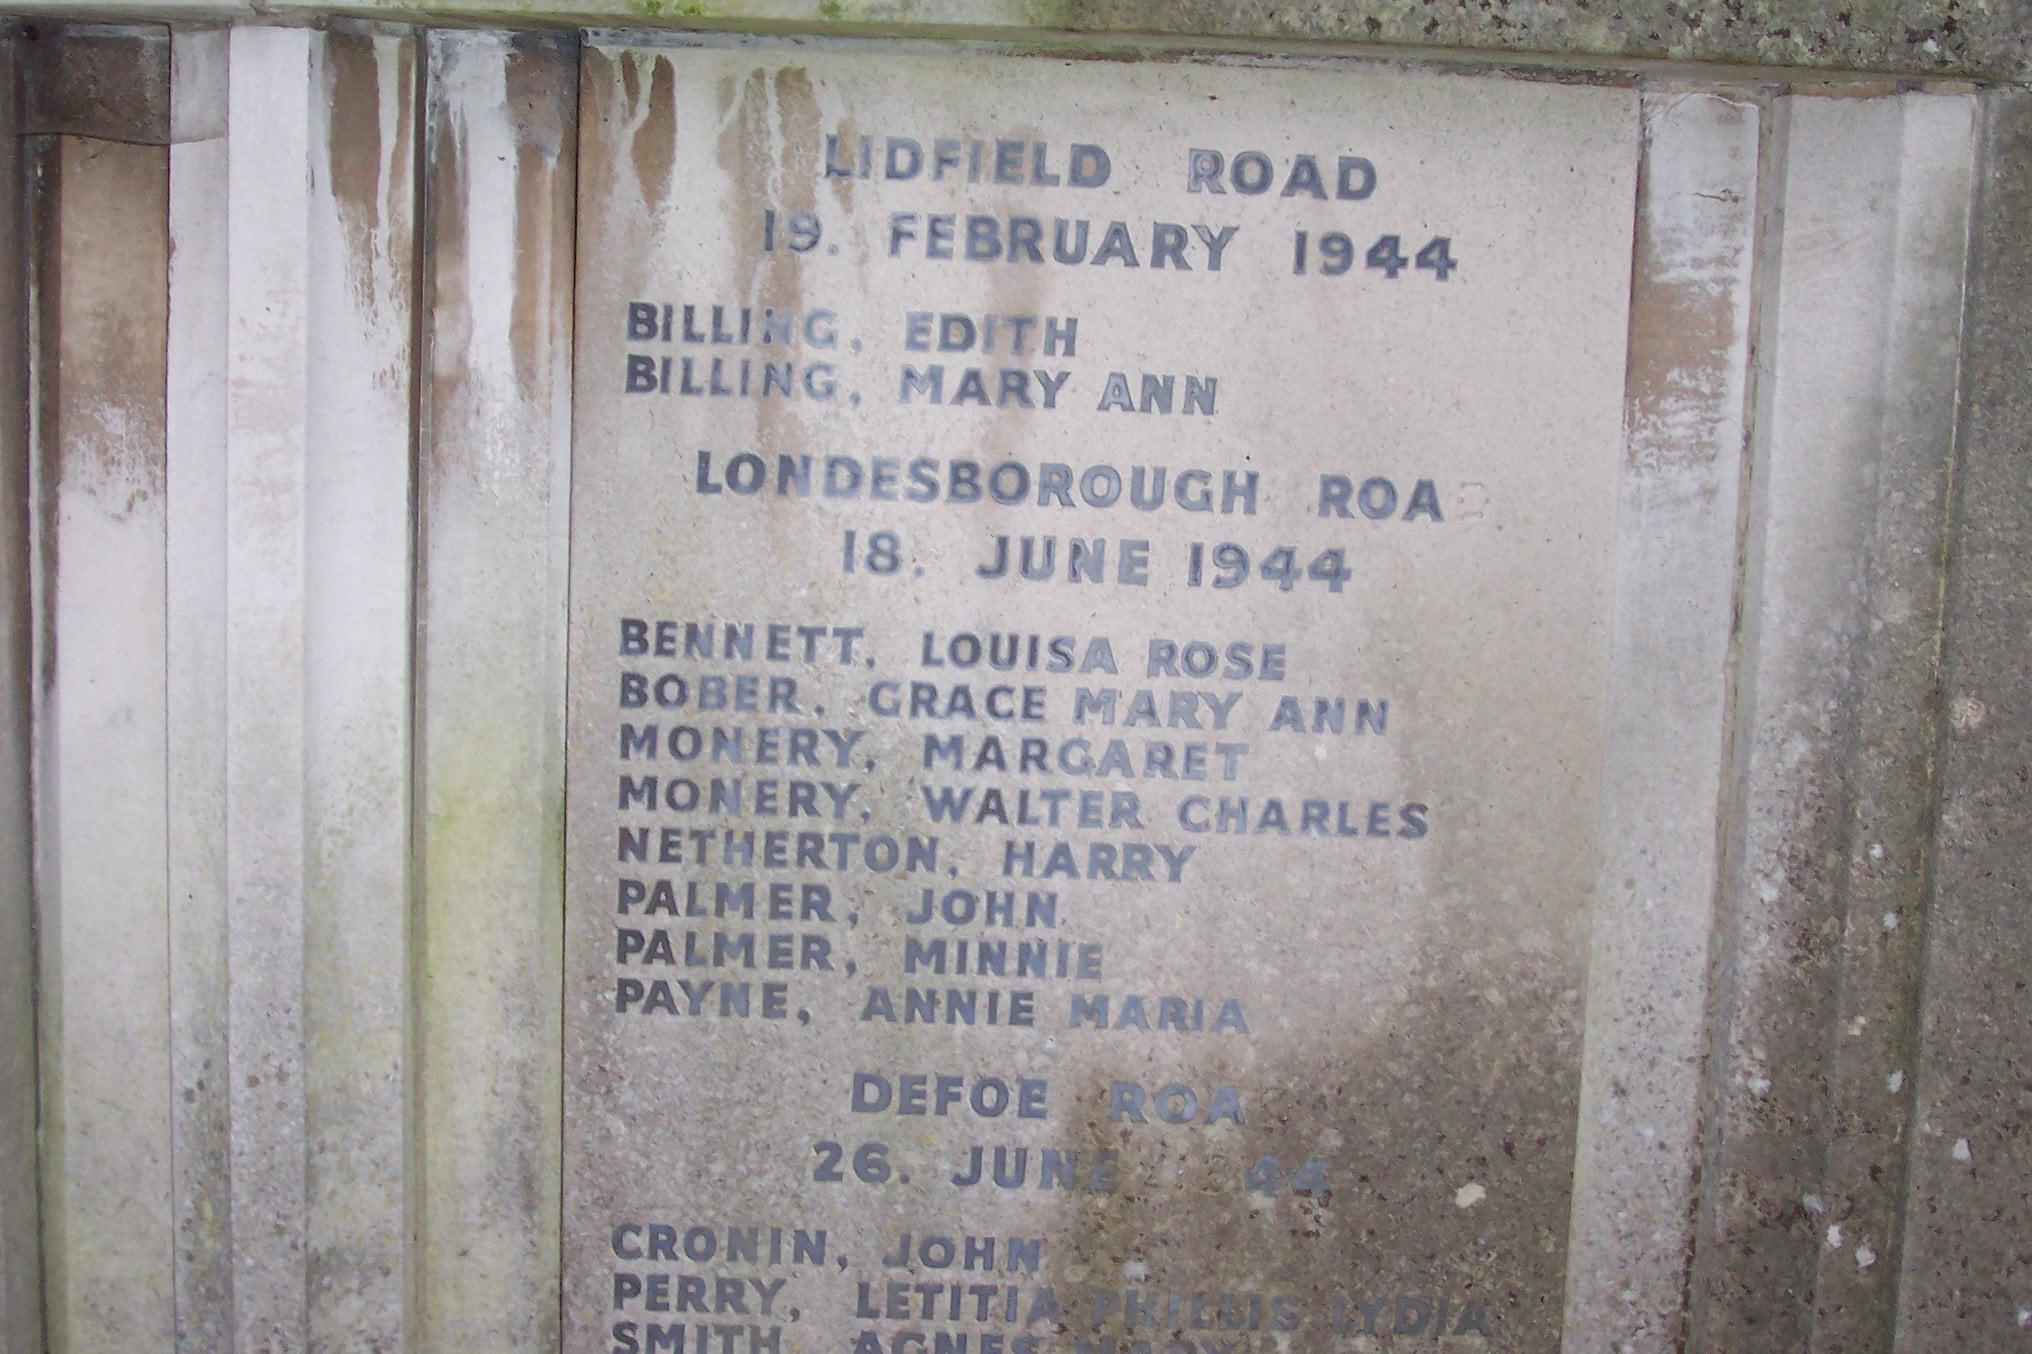 LIDFIELD ROAD
19. FEBRUARY 1944
BILLING, EDITH
BILLING, MARY ANN
LONDESBOROUGH ROA
18. JUNE 1944
BENNETT, LOUISA ROSE
BOBER, GRACE MARY ANN
MONERY, MARGARET
MONERY, WALTER CHARLES
NETHERTON, HARRY
PALMER, JOHN
PALMER, MINNIE
PAYNE, ANNIE MARIA
DEFOE ROA
26. JUNE 44
CRONIN, JOHN
PERRY, LETITIA PHILLIS LYDIA
SMITH, AGNES MARY